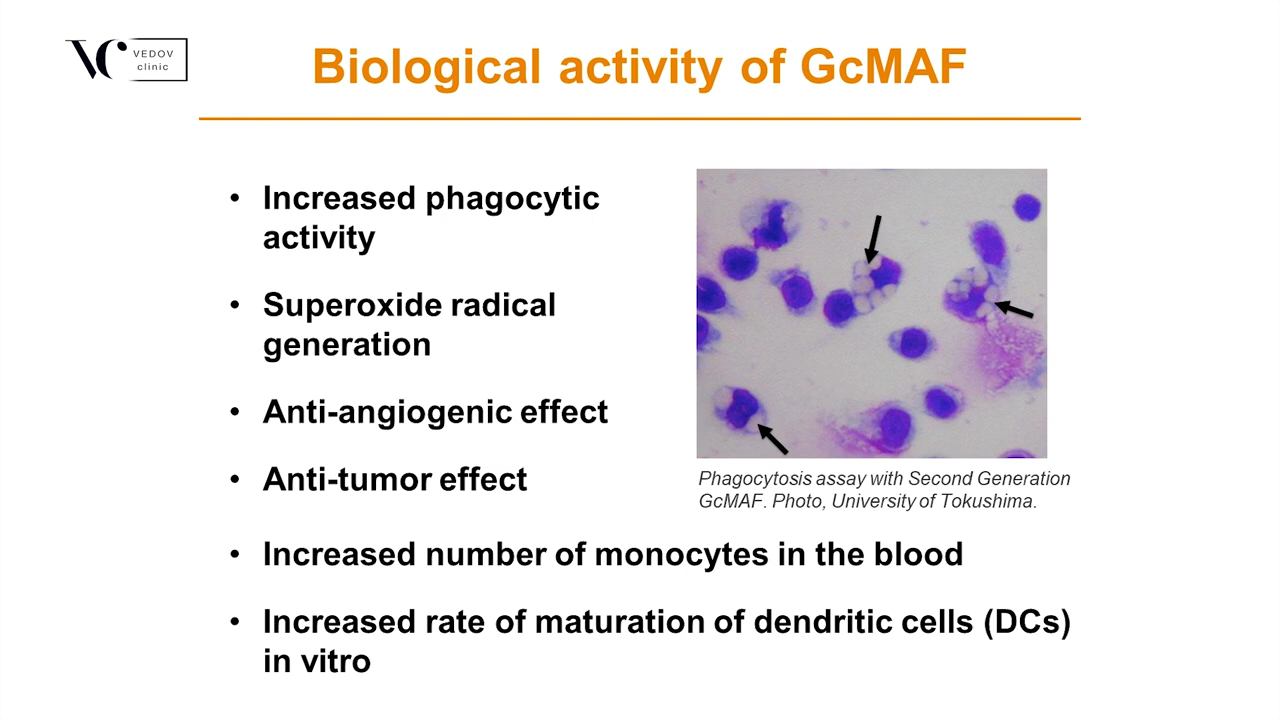 VC VEDOV
clinic
Biological activity of GcMAF
• Increased phagocytic
activity
• Superoxide radical
generation
• Anti-angiogenic effect
• Anti-tumor effect
Phagocytosis assay with Second Generation
GcMAF. Photo, University of Tokushima.
• Increased number of monocytes in the blood
• Increased rate of maturation of dendritic cells (DCs)
in vitro